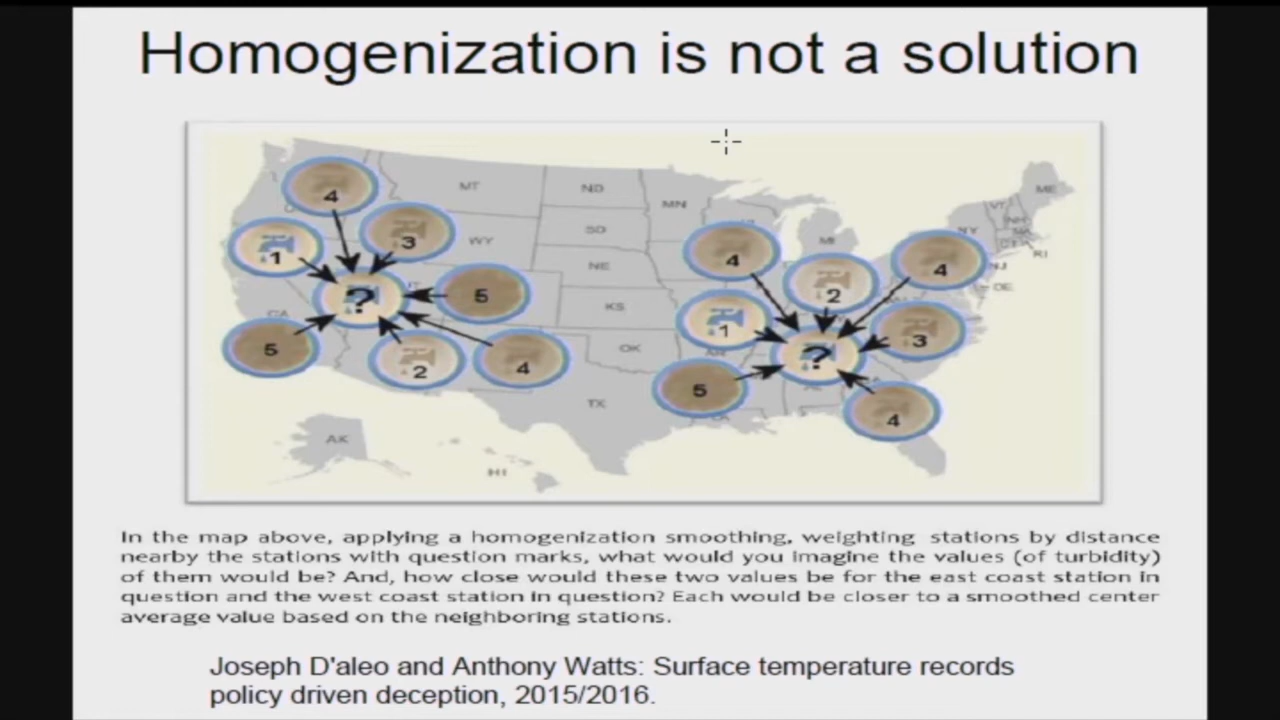 Homogenization is not a solution
4
MT
ND
MN
ME
VT
NH
MA
NY
RI
1
3
WY
SD
4
MI
4
NJ
?
5
NE
2
DE
CA
KS
1
3
5
2
4
OK
AR
?
5
TX
4
AK
HI
In the map above, applying a homogenization smoothing, weighting stations by distance
nearby the stations with question marks, what would you imagine the values (of turbidity)
of them would be? And, how close would these two values be for the east coast station in
question and the west coast station in question? Each would be closer to a smoothed center
average value based on the neighboring stations.
Joseph D'aleo and Anthony Watts: Surface temperature records
policy driven deception, 2015/2016.